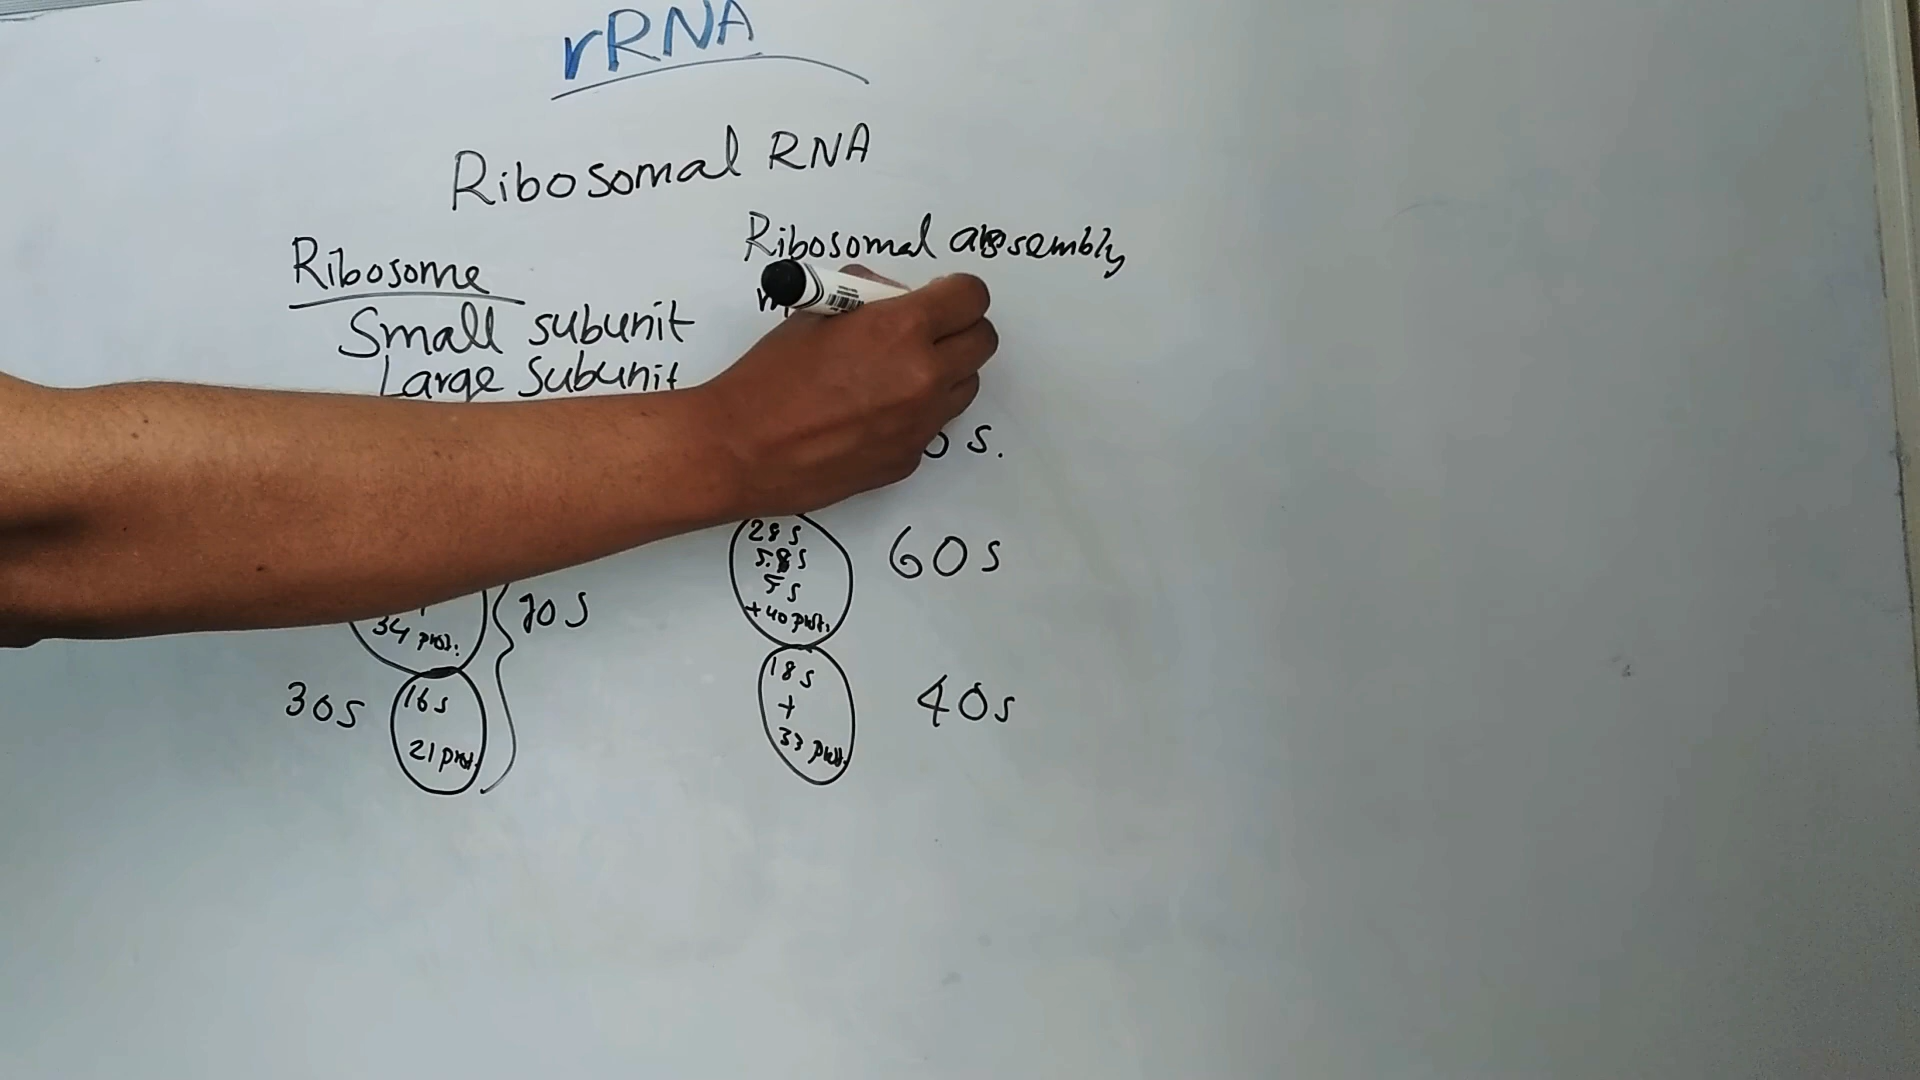 rRNA
Ribosomal RNA
Ribosomal assembly
Ribosome
Small subunit
Large subunit
s.
28 s
5.8 s
5 s
+ 40 prot.
60 s
70 s
34 prot.
30 s
16 s
21 prot.
18 s
+
33 prot.
40 s